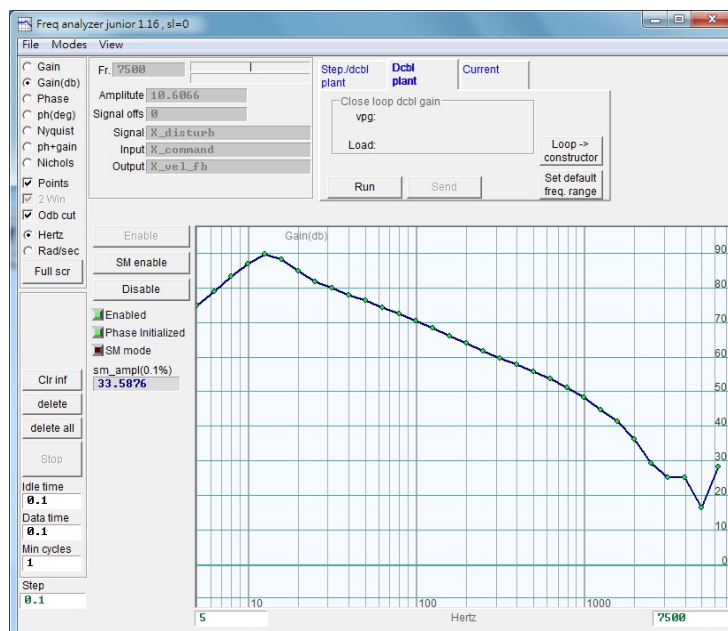 Freq analyzer junior 1.16 , sl=0
File Modes View
Gain
Gain(db)
Phase
ph(deg)
Nyquist
ph+gain
Nichols
Points
2 Win
0db cut
Hertz
Rad/sec
Full scr
Fr. 7500
Amplitude 10.6066
Signal offs 0
Signal X_disturb
Input X_command
Output X_vel_fb
Step./dcbl plant
Dcbl plant
Current
Close loop dcbl gain
vpg:
Load:
Run
Send
Loop -> constructor
Set default freq. range
Enable
SM enable
Disable
Enabled
Phase Initialized
SM mode
sm_ampl(0.1%)
33.5876
Clr inf
delete
delete all
Stop
Idle time
0.1
Data time
0.1
Min cycles
1
Step
0.1
Gain(db)
90
80
70
60
50
40
30
20
10
0
10 100 1000
5 Hertz 7500